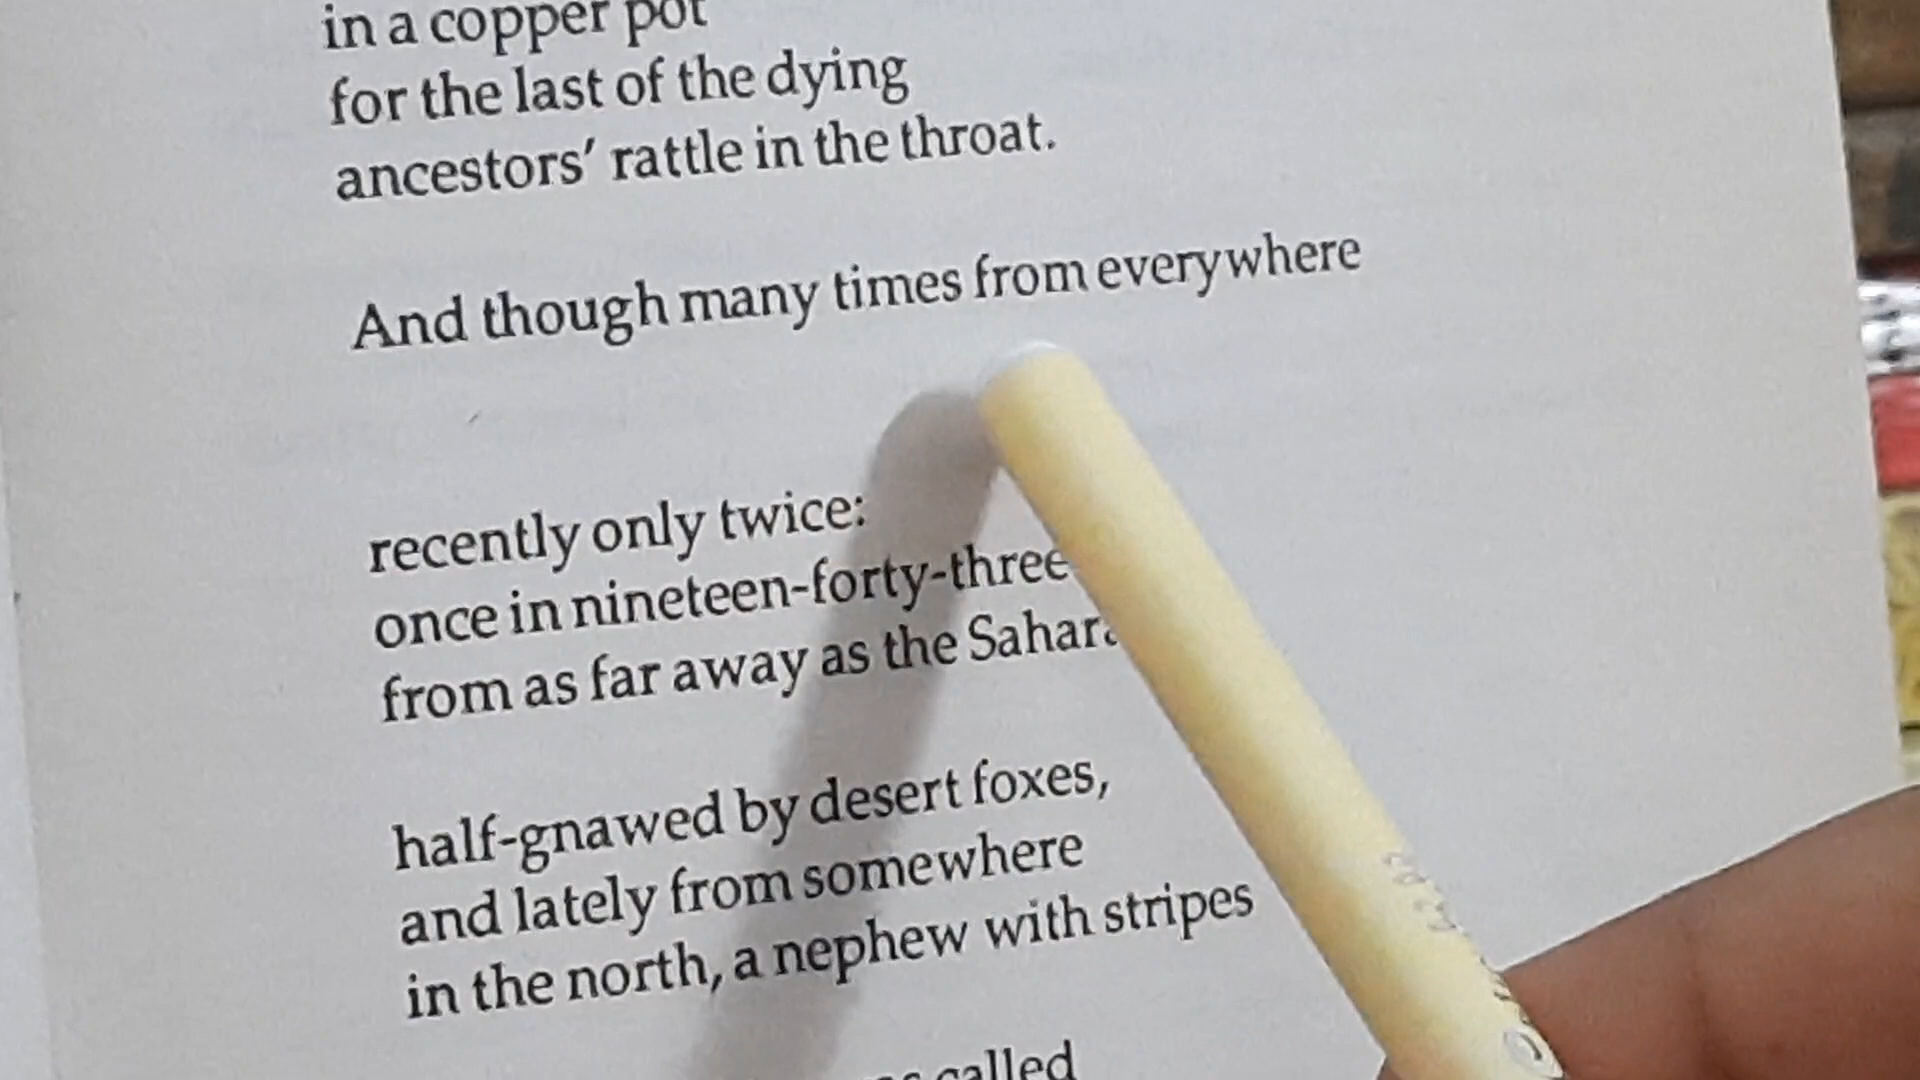 in a copper pot
for the last of the dying
ancestors’ rattle in the throat.
And though many times from everywhere
recently only twice:
once in nineteen-forty-three
from as far away as the Sahara
half-gnawed by desert foxes,
and lately from somewhere
in the north, a nephew with stripes
called